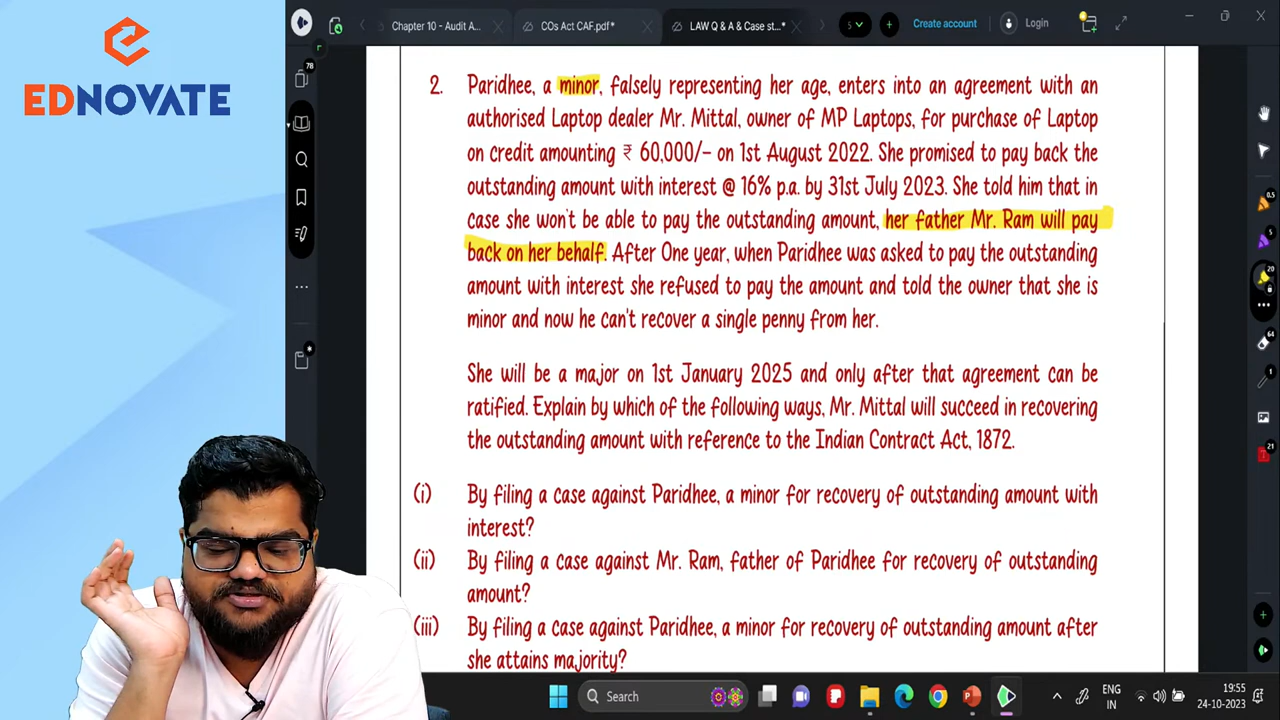 EDNOVATE
Chapter 10 - Audit A...
COs Act CAF.pdf*
LAW Q & A & Case st...*
5
Create account
Login
78
2. Paridhee, a minor, falsely representing her age, enters into an agreement with an
authorised Laptop dealer Mr. Mittal, owner of MP Laptops, for purchase of Laptop
on credit amounting ₹ 60,000/- on 1st August 2022. She promised to pay back the
outstanding amount with interest @ 16% p.a. by 31st July 2023. She told him that in
case she won't be able to pay the outstanding amount, her father Mr. Ram will pay
back on her behalf. After One year, when Paridhee was asked to pay the outstanding
amount with interest she refused to pay the amount and told the owner that she is
minor and now he can't recover a single penny from her.
She will be a major on 1st January 2025 and only after that agreement can be
ratified. Explain by which of the following ways, Mr. Mittal will succeed in recovering
the outstanding amount with reference to the Indian Contract Act, 1872.
(i) By filing a case against Paridhee, a minor for recovery of outstanding amount with
interest?
(ii) By filing a case against Mr. Ram, father of Paridhee for recovery of outstanding
amount?
(iii) By filing a case against Paridhee, a minor for recovery of outstanding amount after
she attains majority?
0.5
5
20
64
1
21
Search
ENG
IN
19:55
24-10-2023